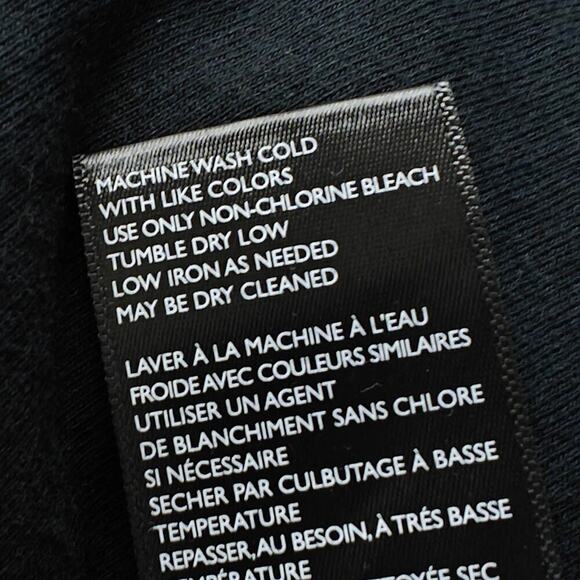 MACHINE WASH COLD
WITH LIKE COLORS
USE ONLY NON-CHLORINE BLEACH
TUMBLE DRY LOW
LOW IRON AS NEEDED
MAY BE DRY CLEANED
LAVER À LA MACHINE À L'EAU
FROIDE AVEC COULEURS SIMILAIRES
UTILISER UN AGENT
DE BLANCHIMENT SANS CHLORE
SI NÉCESSAIRE
SECHER PAR CULBUTAGE À BASSE
TEMPERATURE
REPASSER, AU BESOIN, À TRÉS BASSE
TEMPÉRATURE
SEC